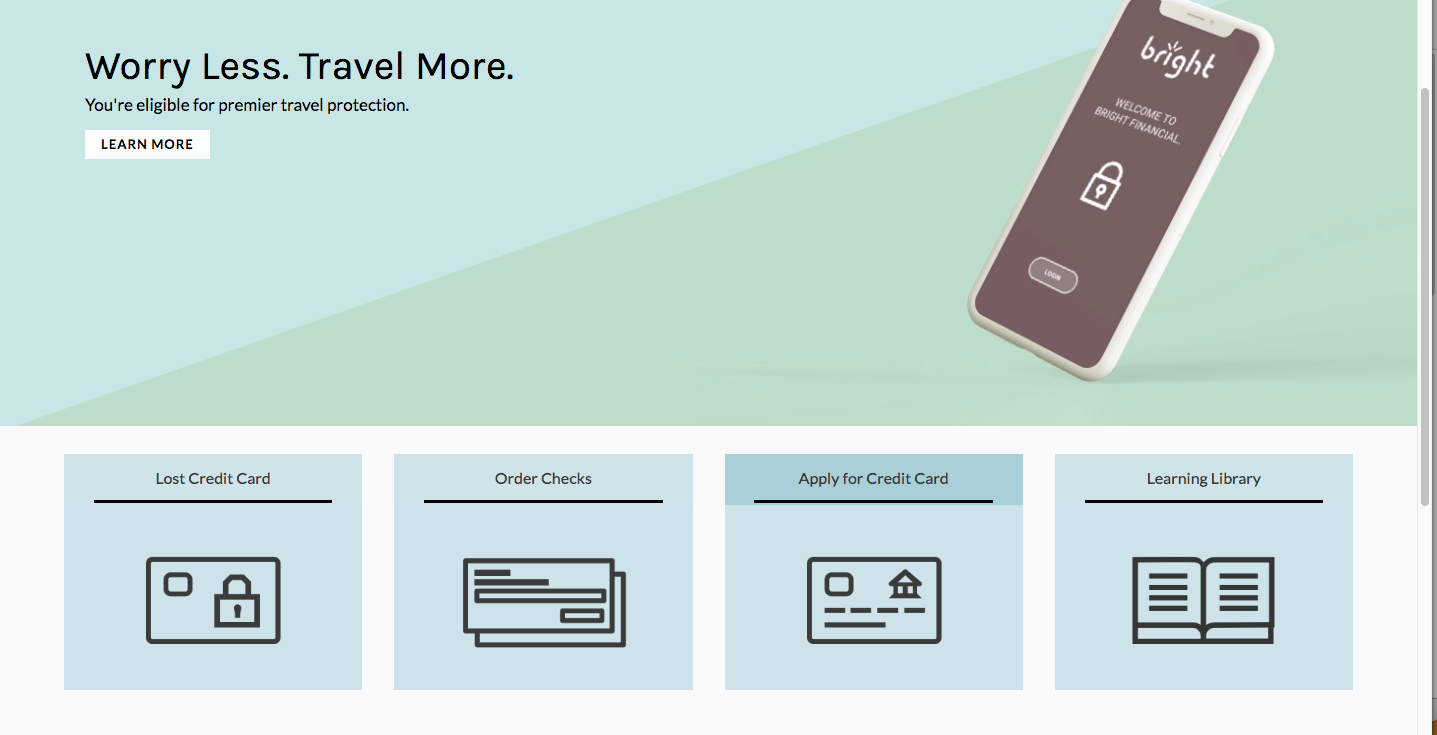 Worry Less. Travel More.
You're eligible for premier travel protection.
LEARN MORE
bright
WELCOME TO
BRIGHT FINANCIAL.
LOGIN
Lost Credit Card
Order Checks
Apply for Credit Card
Learning Library